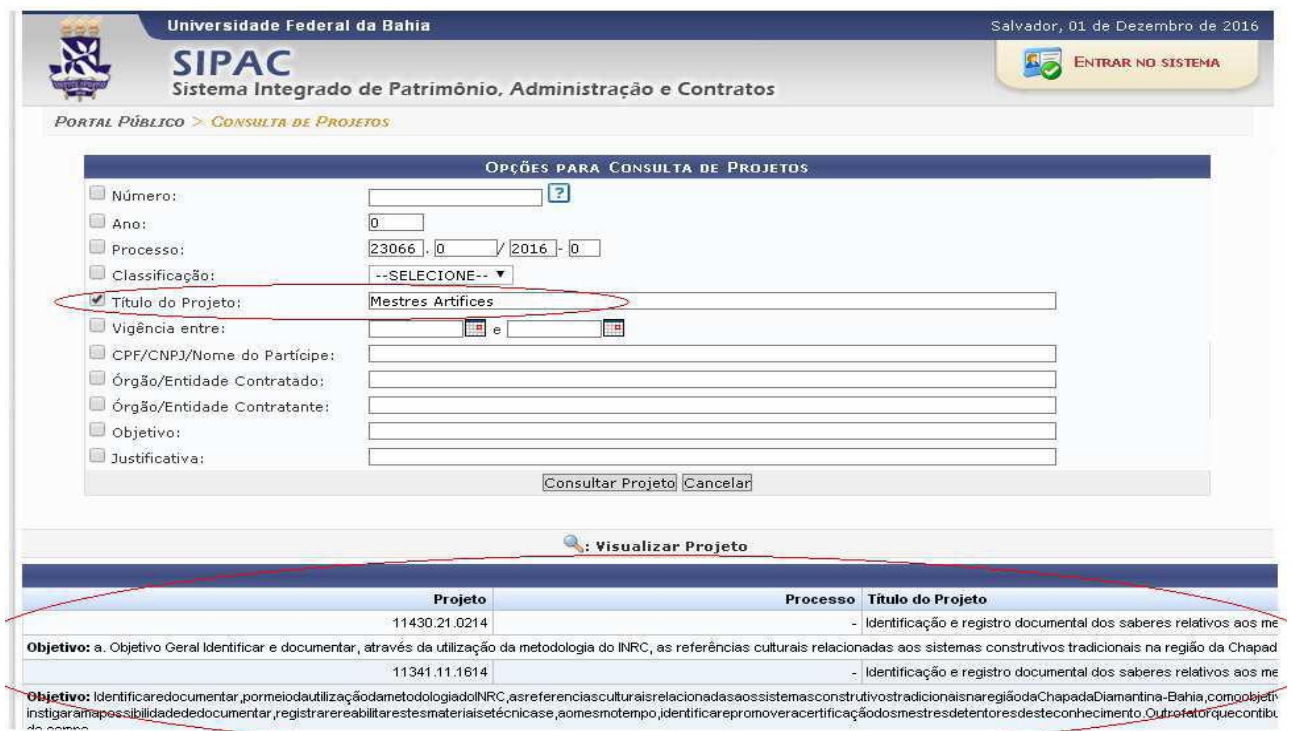 Universidade Federal da Bahia
Salvador, 01 de Dezembro de 2016
SIPAC
Sistema Integrado de Patrimônio, Administração e Contratos
ENTRAR NO SISTEMA
PORTAL PÚBLICO > CONSULTA DE PROJETOS
OPÇÕES PARA CONSULTA DE PROJETOS
Número: ?
Ano: 0
Processo: 23066 . 0 / 2016 - 0
Classificação: --SELECIONE--
Título do Projeto: Mestres Artifices
Vigência entre: e
CPF/CNPJ/Nome do Partícipe:
Órgão/Entidade Contratado:
Órgão/Entidade Contratante:
Objetivo:
Justificativa:
Consultar Projeto Cancelar
: Visualizar Projeto
Projeto Processo Título do Projeto
11430.21.0214 - Identificação e registro documental dos saberes relativos aos me
Objetivo: a. Objetivo Geral Identificar e documentar, através da utilização da metodologia do INRC, as referências culturais relacionadas aos sistemas construtivos tradicionais na região da Chapad
11341.11.1614 - Identificação e registro documental dos saberes relativos aos me
Objetivo: Identificaredocumentar,pormeiodautilizaçãodametodologiadoINRC,asreferenciasculturaisrelacionadasaossistemasconstrutivostradicionaisnaregiãodaChapadaDiamantina-Bahia,comoobjetiv
instigaramapossibilidadededocumentar,registrarereabilitarestesmateriaisetécnicase,aomesmotempo,identificarepromoveracertificaçãodosmestresdetentoresdesteconhecimento.Outrofatorquecontibu